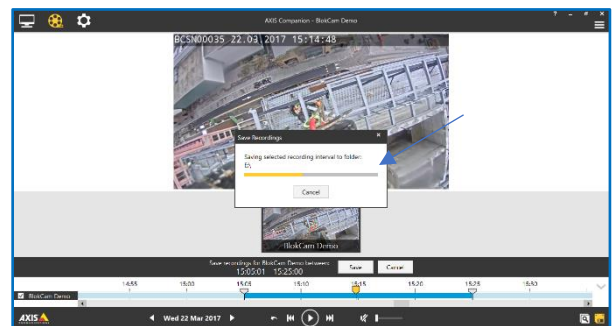 AXIS Companion - BlokCam Demo
BCSN00035 22.03.2017 15:14:48
Save Recordings
Saving selected recording interval to folder:
Cancel
BlokCam Demo
Save recordings for BlokCam Demo between:
15:05:01 15:25:00
Save Cancel
14:55 15:00 15:05 15:10 15:15 15:20 15:25 15:30
BlokCam Demo
AXIS
Wed 22 Mar 2017